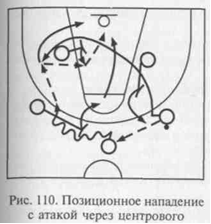 Рис. 110. Позиционное нападение
с атакой через центрового